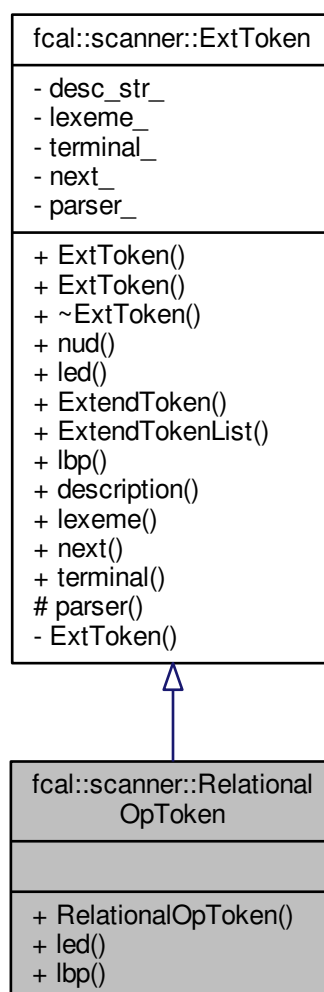 fcal::scanner::ExtToken
- desc_str_
- lexeme_
- terminal_
- next_
- parser_
+ ExtToken()
+ ExtToken()
+ ~ExtToken()
+ nud()
+ led()
+ ExtendToken()
+ ExtendTokenList()
+ lbp()
+ description()
+ lexeme()
+ next()
+ terminal()
# parser()
- ExtToken()
fcal::scanner::Relational
OpToken
+ RelationalOpToken()
+ led()
+ lbp()